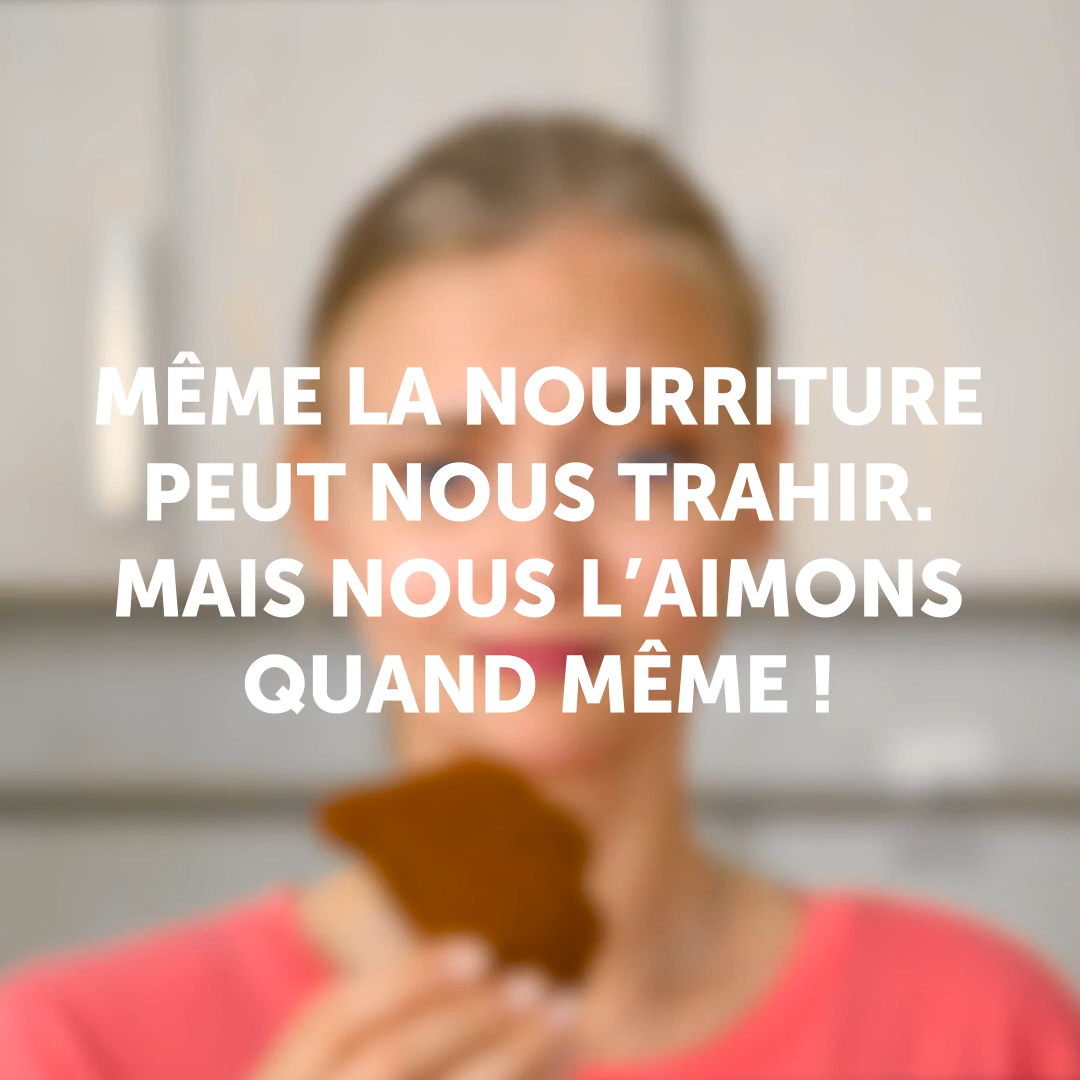 MÊME LA NOURRITURE
PEUT NOUS TRAHIR.
MAIS NOUS L’AIMONS
QUAND MÊME !